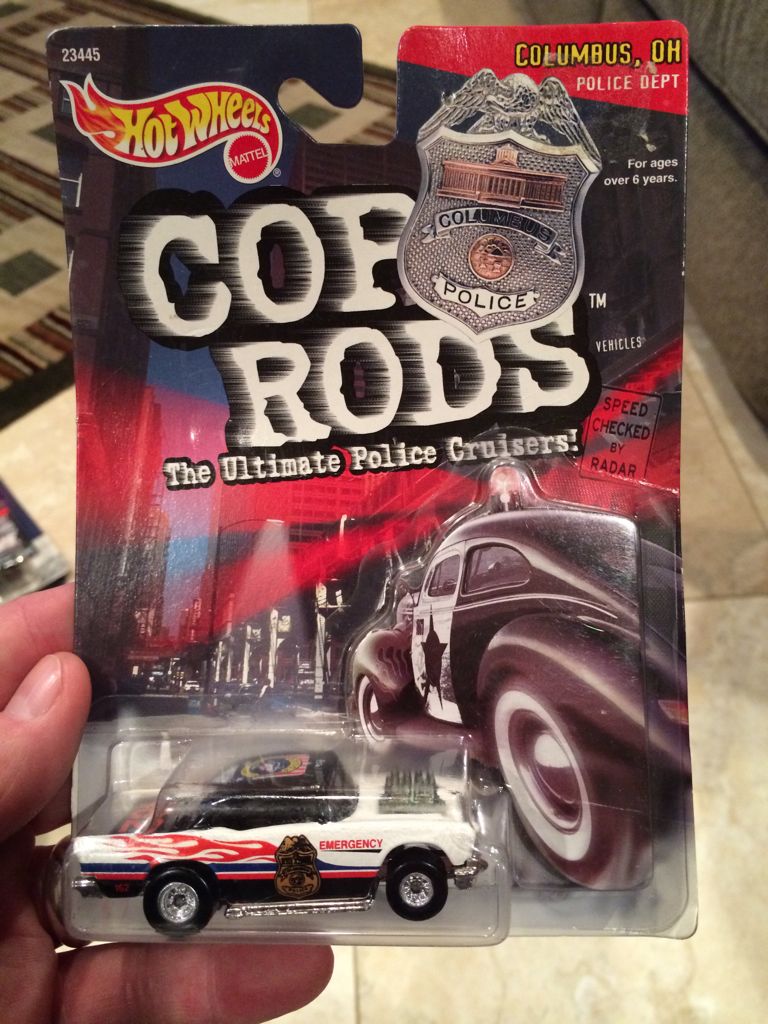 23445
COLUMBUS, OH
POLICE DEPT
HOT WHEELS
MATTEL
®
For ages
over 6 years.
COLUMBUS
POLICE
COP
RODS
™
VEHICLES
The Ultimate Police Cruisers!
SPEED
CHECKED
BY
RADAR
EMERGENCY
162